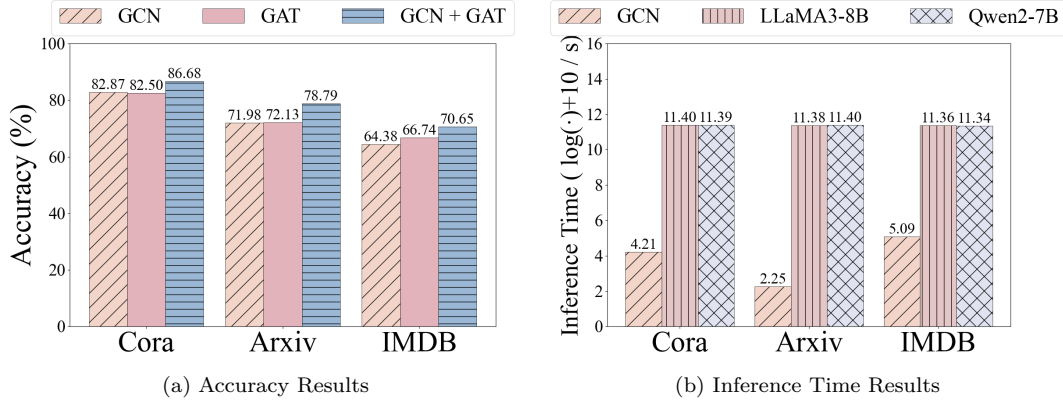 GCN GAT GCN + GAT
Accuracy (%)
100
80
60
40
20
0
82.87 82.50 86.68
71.98 72.13 78.79
64.38 66.74 70.65
Cora Arxiv IMDB
(a) Accuracy Results
GCN LLaMA3-8B Qwen2-7B
Inference Time ( log(·)+10 / s)
16
14
12
10
8
6
4
2
0
4.21 11.40 11.39
2.25 11.38 11.40
5.09 11.36 11.34
Cora Arxiv IMDB
(b) Inference Time Results